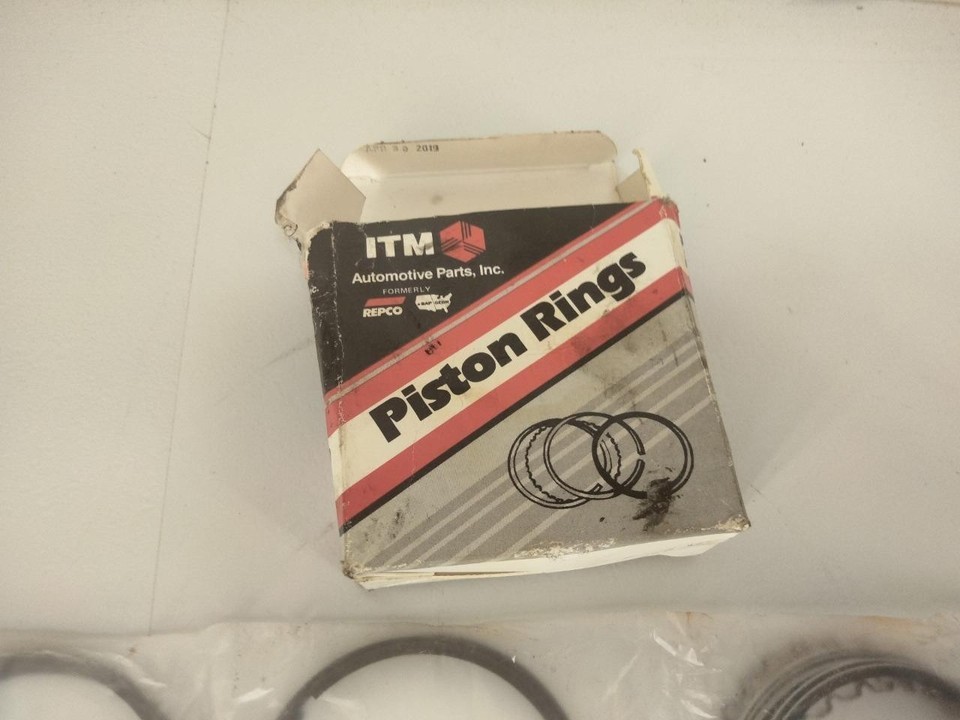 2019
ITM
Automotive Parts, Inc.
FORMERLY
REPCO
Piston Rings